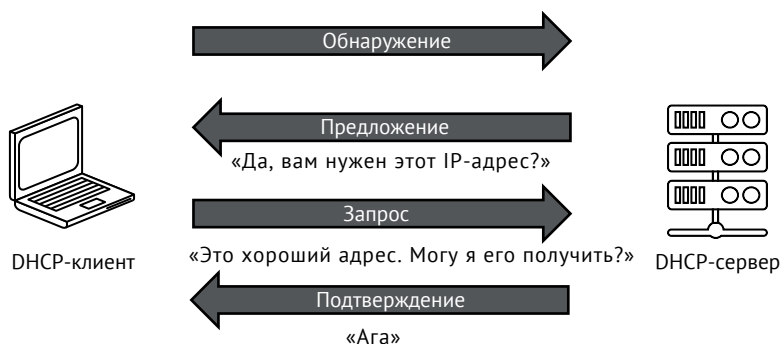 Обнаружение
Предложение
«Да, вам нужен этот IP-адрес?»
Запрос
«Это хороший адрес. Могу я его получить?»
DHCP-клиент
DHCP-сервер
Подтверждение
«Ага»